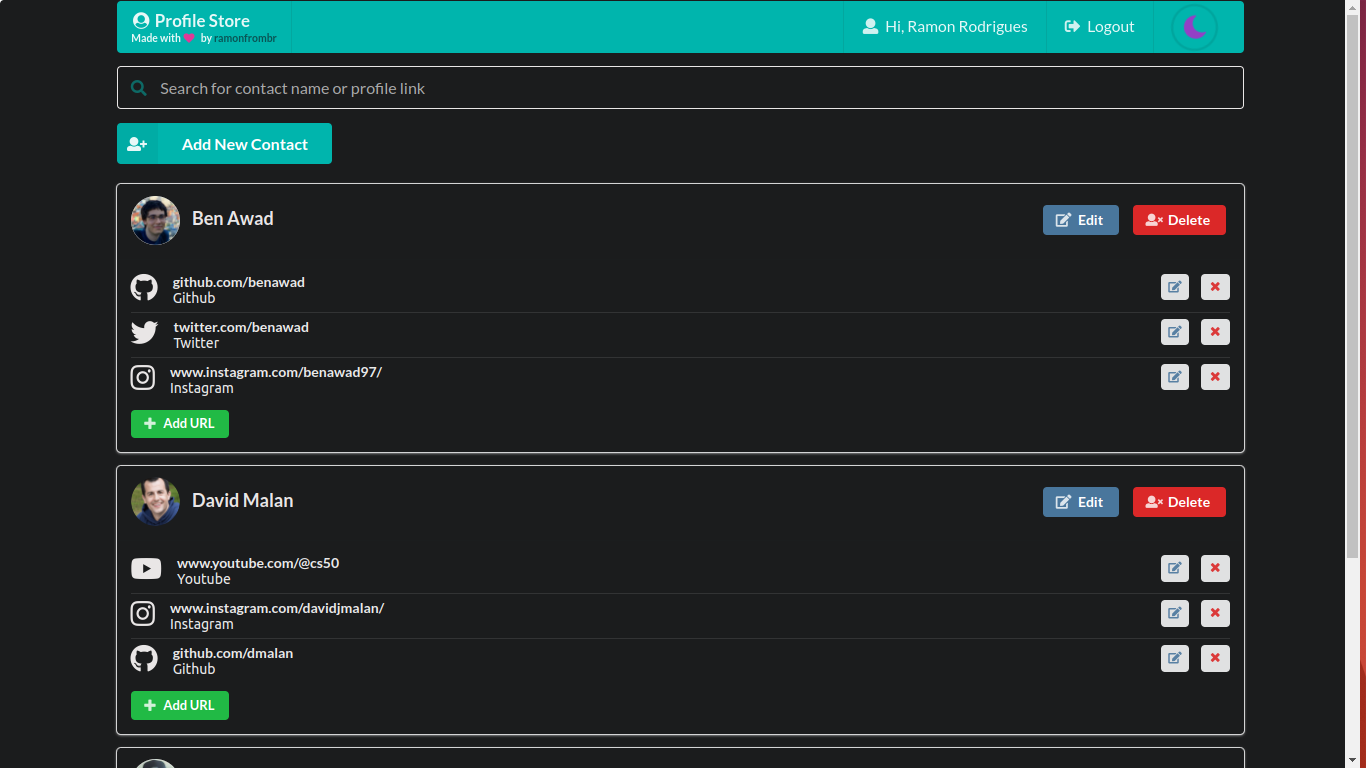 Profile Store
Made with by ramonfrombr
Hi, Ramon Rodrigues
Logout
Search for contact name or profile link
Add New Contact
Ben Awad
Edit
Delete
github.com/benawad
Github
twitter.com/benawad
Twitter
www.instagram.com/benawad97/
Instagram
Add URL
David Malan
Edit
Delete
www.youtube.com/@cs50
Youtube
www.instagram.com/davidjmalan/
Instagram
github.com/dmalan
Github
Add URL